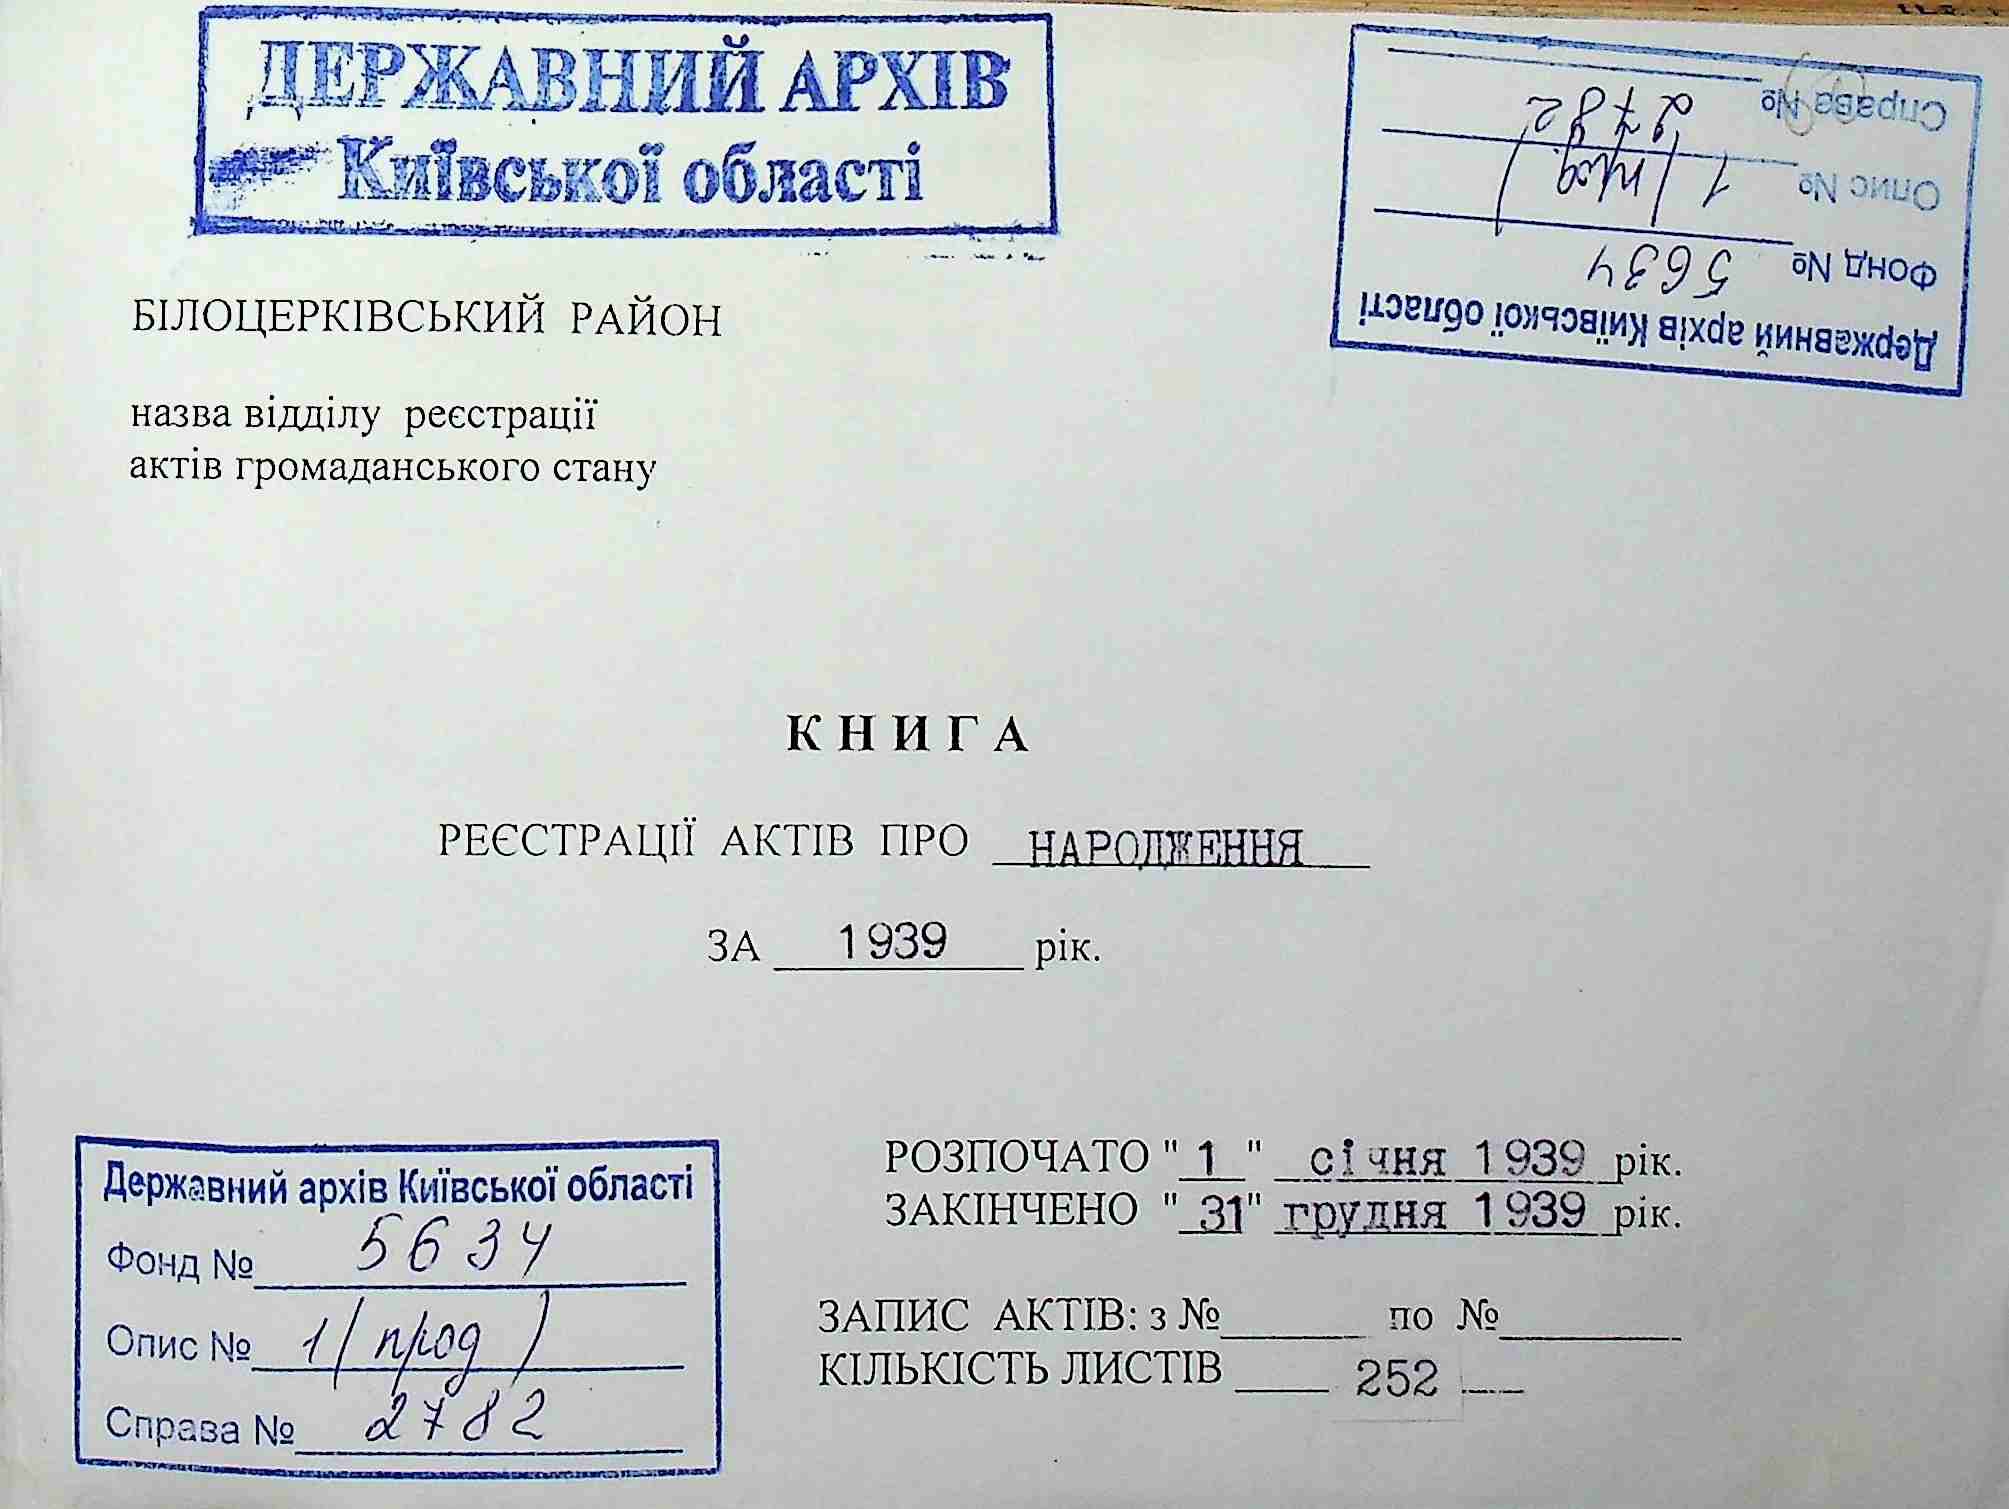 ДЕРЖАВНИЙ АРХІВ
Київської області
Державний архів Київської області
Фонд № 5634
Опис № 1 (прод)
Справа № 2782
БІЛОЦЕРКІВСЬКИЙ РАЙОН
назва відділу реєстрації
актів громаданського стану
КНИГА
РЕЄСТРАЦІЇ АКТІВ ПРО НАРОДЖЕННЯ
ЗА 1939 рік.
РОЗПОЧАТО "1" січня 1939 рік.
ЗАКІНЧЕНО "31" грудня 1939 рік.
ЗАПИС АКТІВ: з №______ по №______
КІЛЬКІСТЬ ЛИСТІВ 252
Державний архів Київської області
Фонд № 5634
Опис № 1 (прод)
Справа № 2782